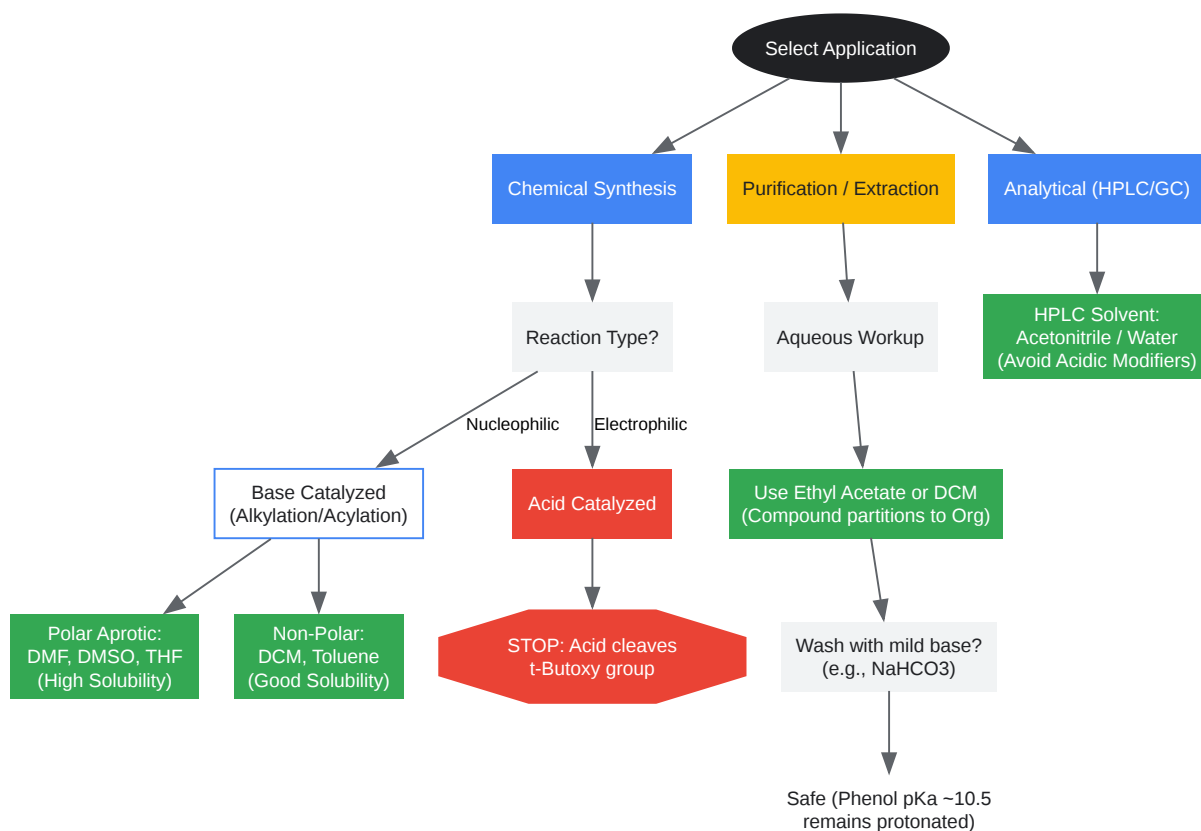 Select Application
Chemical Synthesis
Purification / Extraction
Analytical (HPLC/GC)
Reaction Type?
Aqueous Workup
HPLC Solvent:
Acetonitrile / Water
(Avoid Acidic Modifiers)
Nucleophilic
Electrophilic
Base Catalyzed
(Alkylation/Acylation)
Acid Catalyzed
Use Ethyl Acetate or DCM
(Compound partitions to Org)
Polar Aprotic:
DMF, DMSO, THF
(High Solubility)
Non-Polar:
DCM, Toluene
(Good Solubility)
STOP: Acid cleaves
t-Butoxy group
Wash with mild base?
(e.g., NaHCO3)
Safe (Phenol pKa ~10.5
remains protonated)